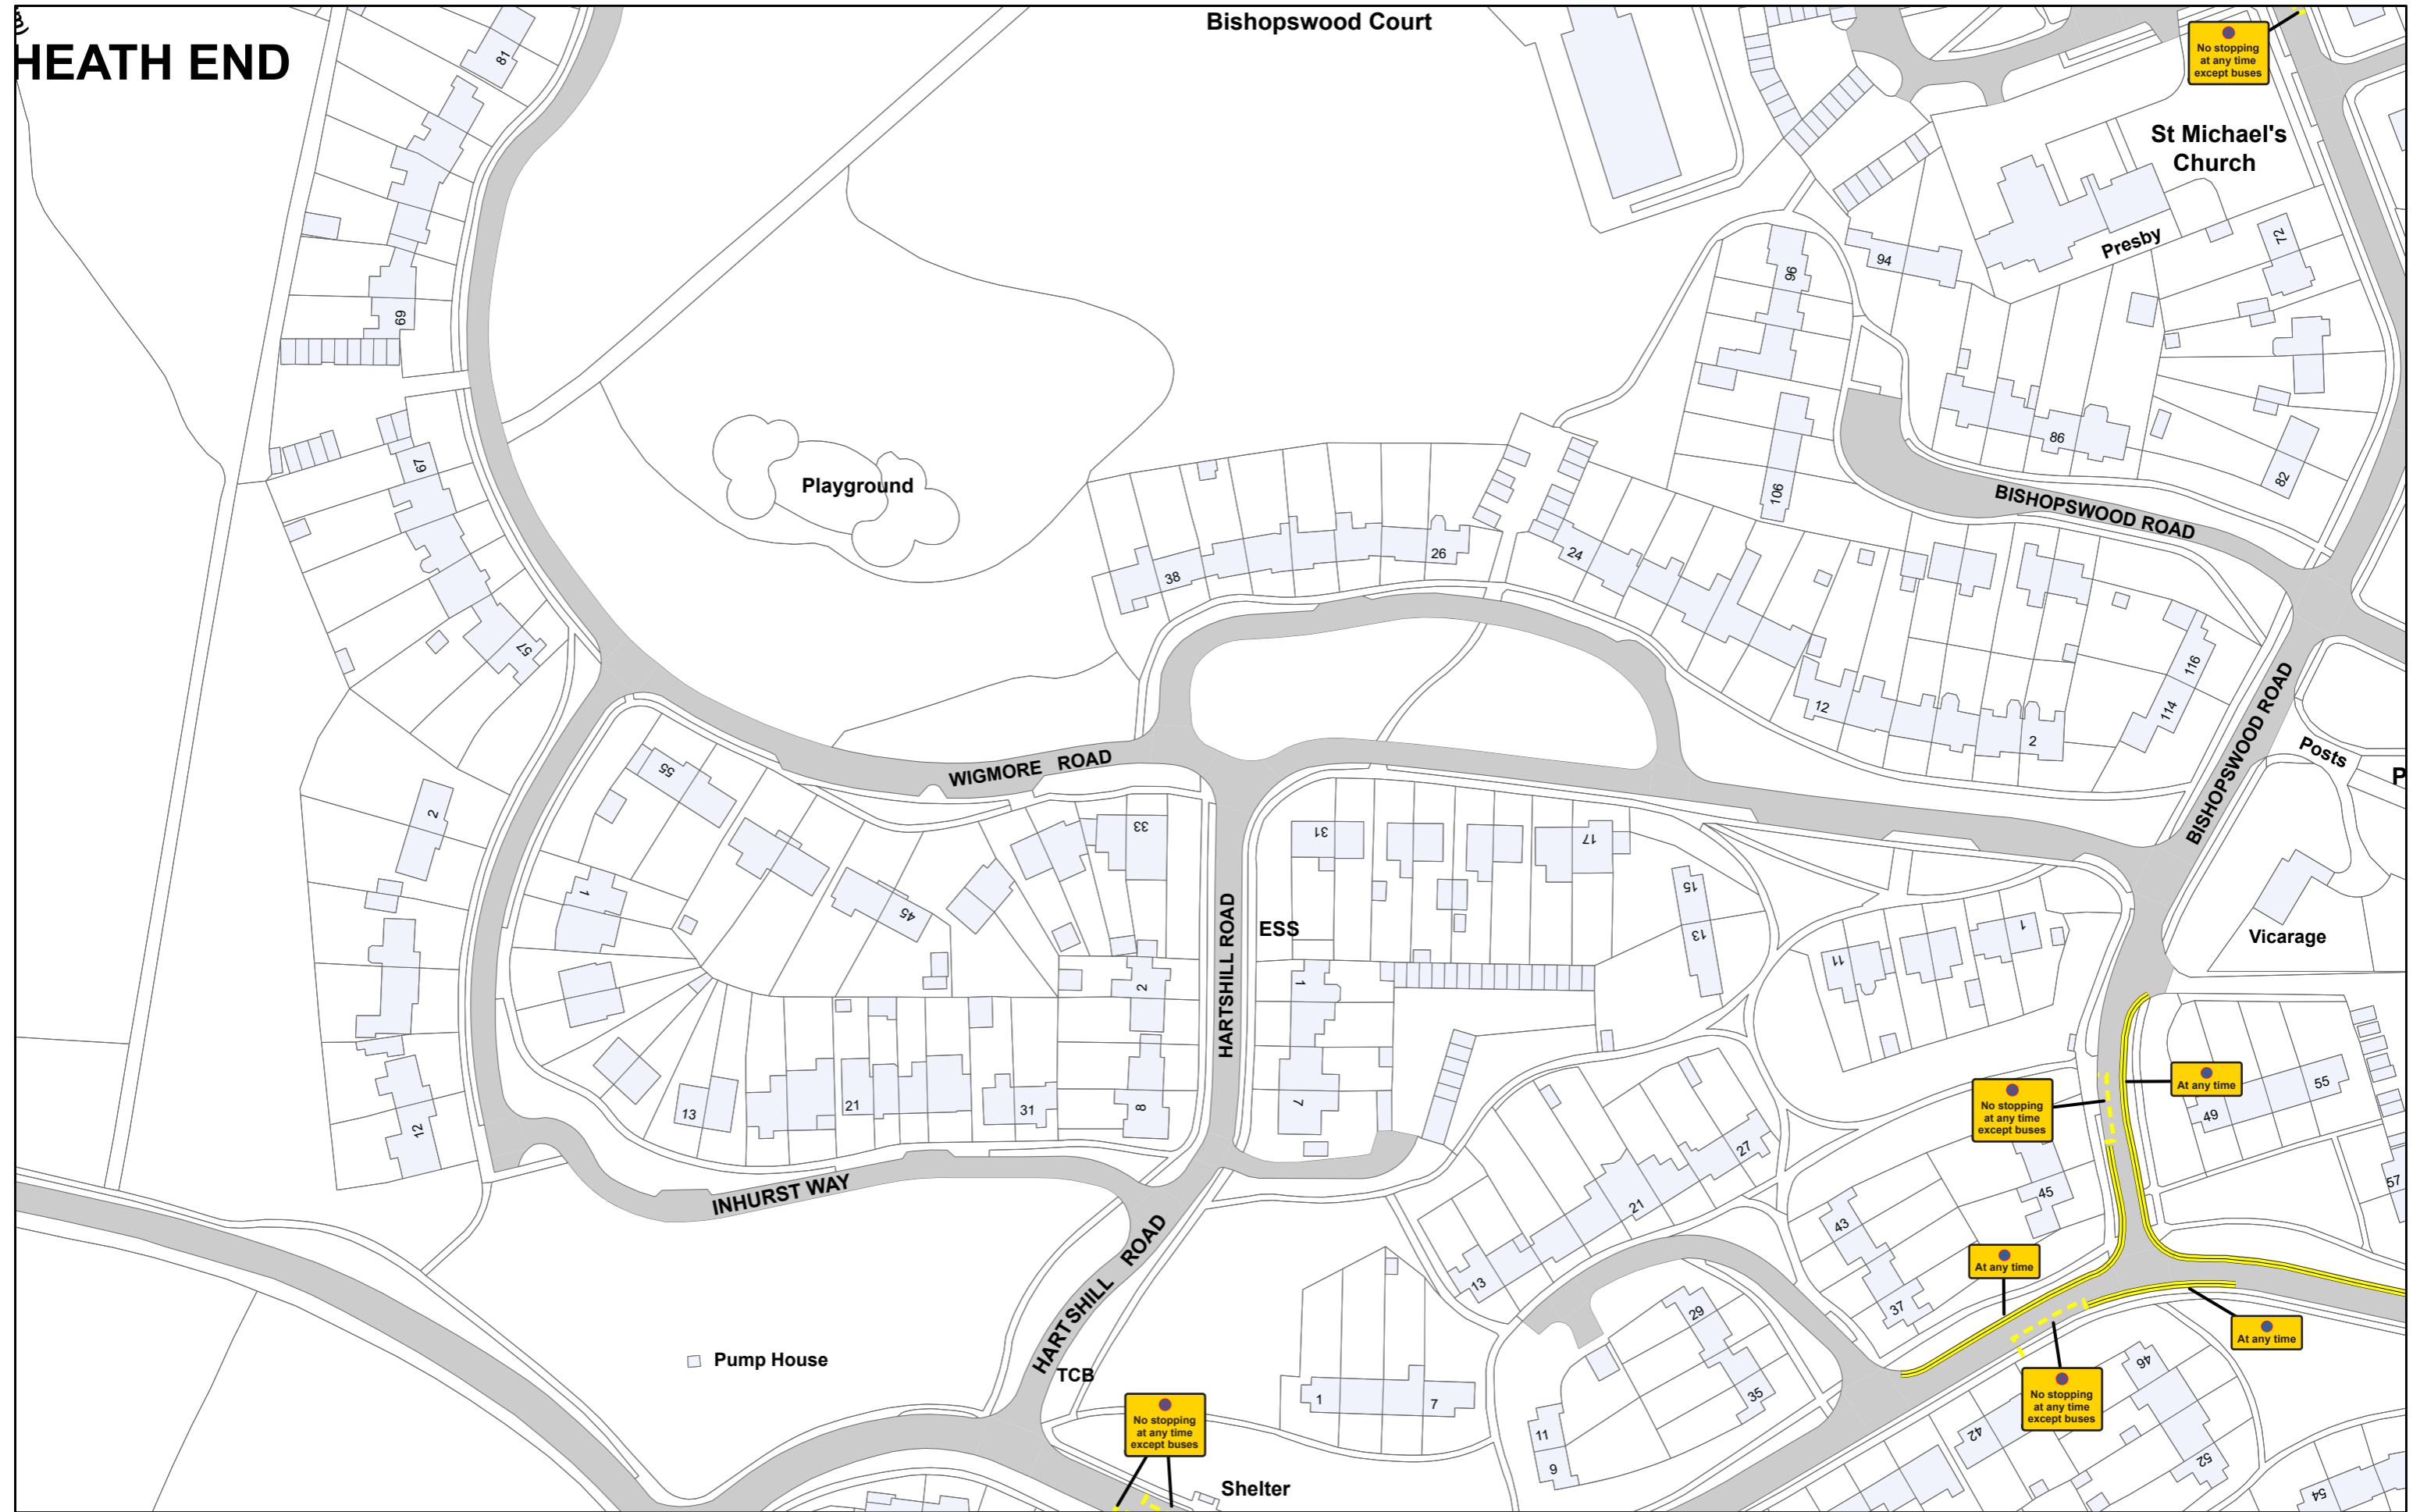 HEATH END
Bishopswood Court
No stopping
at any time
except buses
St Michael's
Church
Presby
81
69
67
57
72
94
96
86
82
106
Playground
38
26
24
12
2
116
114
BISHOPSWOOD ROAD
BISHOPSWOOD ROAD
Posts
P
WIGMORE ROAD
55
2
1
45
33
31
17
15
13
11
1
ESS
Vicarage
HARTSHILL ROAD
2
8
1
7
13
21
31
12
INHURST WAY
HARTSHILL ROAD
27
21
13
43
45
37
49
55
57
At any time
No stopping
at any time
except buses
At any time
At any time
No stopping
at any time
except buses
Pump House
TCB
1
7
29
35
11
9
46
42
52
54
No stopping
at any time
except buses
Shelter